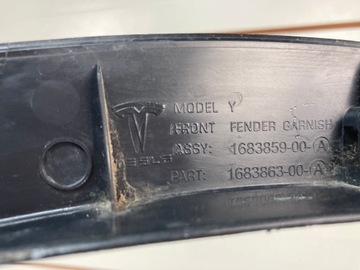 MODEL Y
FRONT FENDER GARNISH
TESLA
ASSY: 1683859-00-A
PART: 1683863-00-A